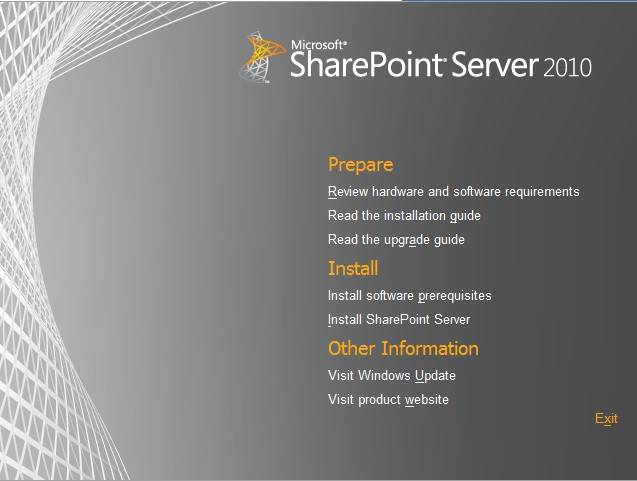 Microsoft®
SharePoint® Server 2010
Prepare
Review hardware and software requirements
Read the installation guide
Read the upgrade guide
Install
Install software prerequisites
Install SharePoint Server
Other Information
Visit Windows Update
Visit product website
Exit